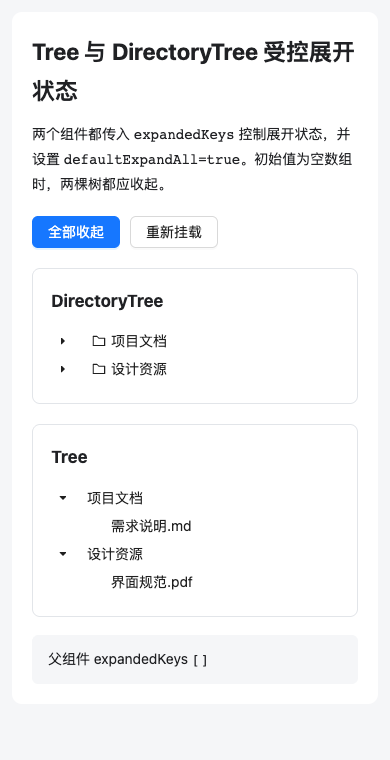 Tree 与 DirectoryTree 受控展开
状态
两个组件都传入 expandedKeys 控制展开状态，并
设置 defaultExpandAll=true。初始值为空数组
时，两棵树都应收起。
全部收起 重新挂载
DirectoryTree
项目文档
设计资源
Tree
项目文档
需求说明.md
设计资源
界面规范.pdf
父组件 expandedKeys []